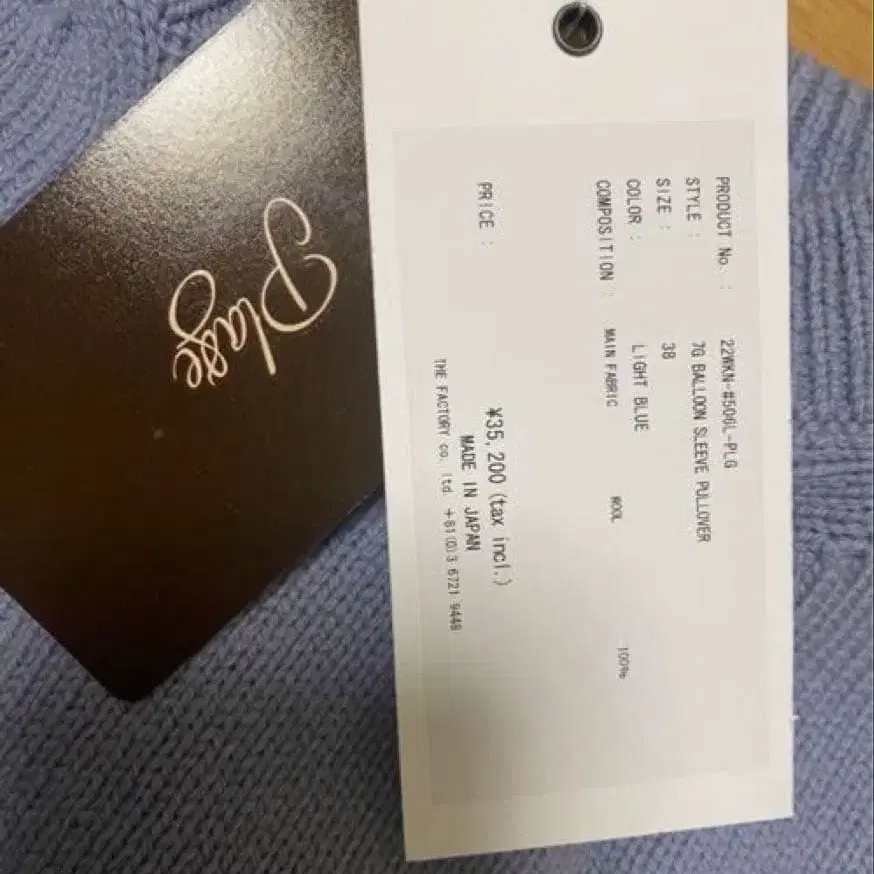 Plage
PRODUCT No. : 22WKN-#506L-PLG
STYLE : 7G BALLOON SLEEVE PULLOVER
SIZE : 38
COLOR : LIGHT BLUE
COMPOSITION : MAIN FABRIC WOOL 100%
PRICE : ¥35,200 (tax incl.)
MADE IN JAPAN
THE FACTORY co. ltd +81(0)3 6721 9449